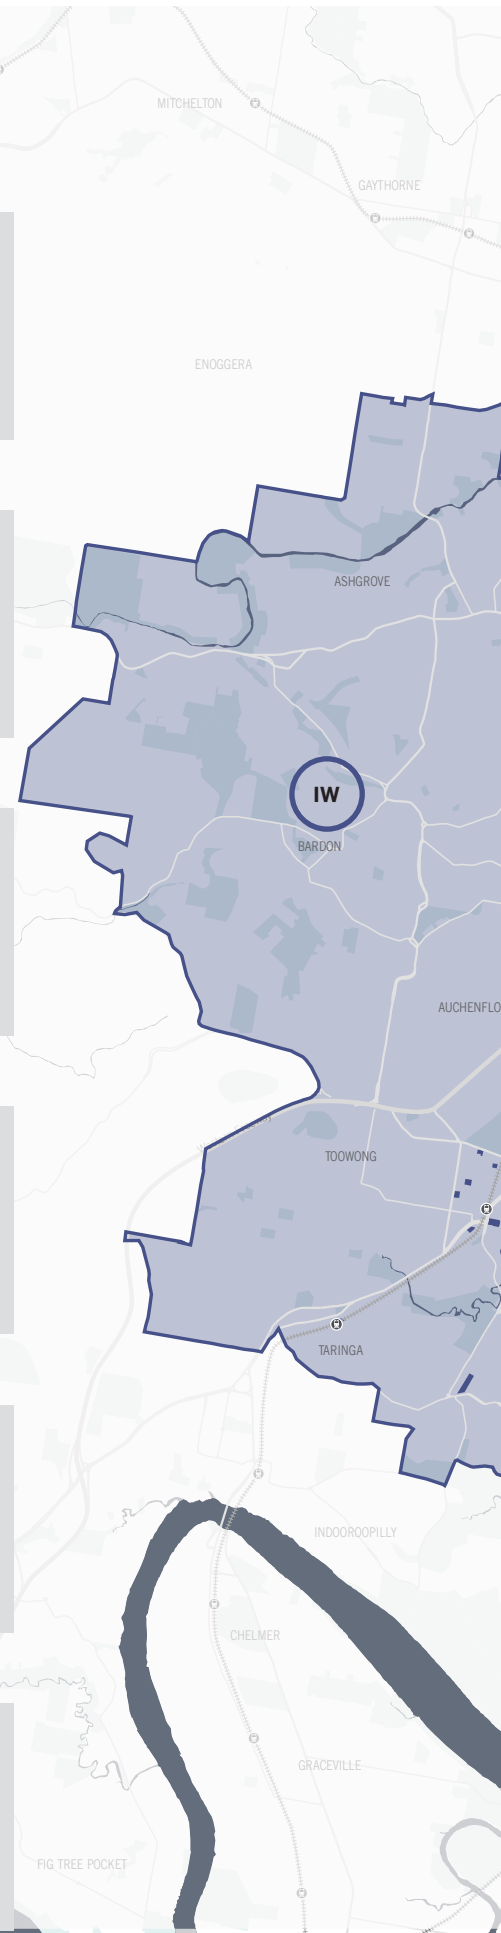 MITCHELTON
GAYTHORNE
ENOGGERA
ASHGROVE
IW
BARDON
AUCHENFLO
TOOWONG
TARINGA
INDOOROOPILLY
CHELMER
GRACEVILLE
FIG TREE POCKET